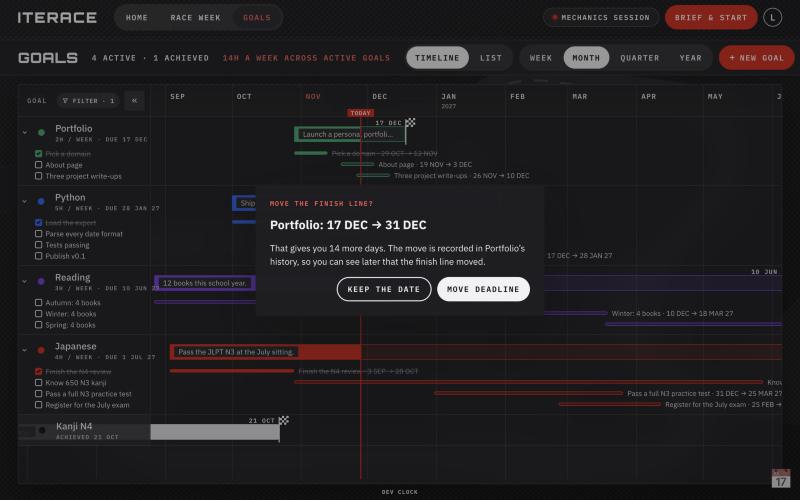 ITERACE
HOME RACE WEEK GOALS
MECHANICS SESSION
BRIEF & START
L
GOALS 4 ACTIVE · 1 ACHIEVED 14H A WEEK ACROSS ACTIVE GOALS
TIMELINE LIST
WEEK MONTH QUARTER YEAR
+ NEW GOAL
GOAL FILTER · 1 «
SEP OCT NOV DEC JAN FEB MAR APR MAY
2027
TODAY
Portfolio
2H / WEEK · DUE 17 DEC
17 DEC
Launch a personal portfoli...
Pick a domain
Pick a domain · 29 OCT → 12 NOV
About page
About page · 19 NOV → 3 DEC
Three project write-ups
Three project write-ups · 26 NOV → 10 DEC
Python
5H / WEEK · DUE 28 JAN 27
Ship
Load the export
Parse every date format
Tests passing
Publish v0.1
17 DEC → 28 JAN 27
MOVE THE FINISH LINE?
Portfolio: 17 DEC → 31 DEC
That gives you 14 more days. The move is recorded in Portfolio's
history, so you can see later that the finish line moved.
KEEP THE DATE MOVE DEADLINE
Reading
3H / WEEK · DUE 10 JUN 27
10 JUN
12 books this school year.
Autumn: 4 books
Winter: 4 books
Winter: 4 books · 10 DEC → 18 MAR 27
Spring: 4 books
Japanese
4H / WEEK · DUE 1 JUL 27
Pass the JLPT N3 at the July sitting.
Finish the N4 review
Finish the N4 review · 3 SEP → 29 OCT
Know 650 N3 kanji
Pass a full N3 practice test
Pass a full N3 practice test · 31 DEC → 25 MAR 27
Register for the July exam
Register for the July exam · 25 FEB →
Kanji N4
ACHIEVED 21 OCT
21 OCT
DEV CLOCK
17